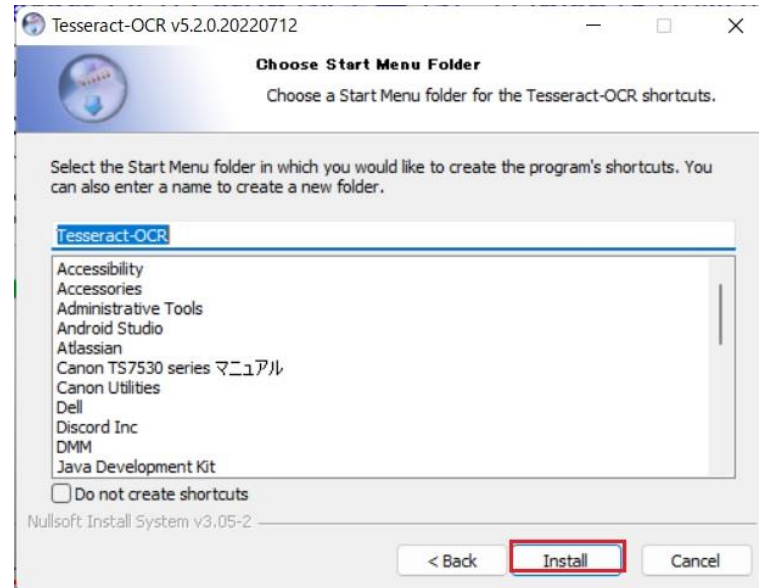 Tesseract-OCR v5.2.0.20220712
Choose Start Menu Folder
Choose a Start Menu folder for the Tesseract-OCR shortcuts.
Select the Start Menu folder in which you would like to create the program's shortcuts. You
can also enter a name to create a new folder.
Tesseract-OCR
Accessibility
Accessories
Administrative Tools
Android Studio
Atlassian
Canon TS7530 series マニュアル
Canon Utilities
Dell
Discord Inc
DMM
Java Development Kit
Do not create shortcuts
Nullsoft Install System v3.05-2
< Back
Install
Cancel